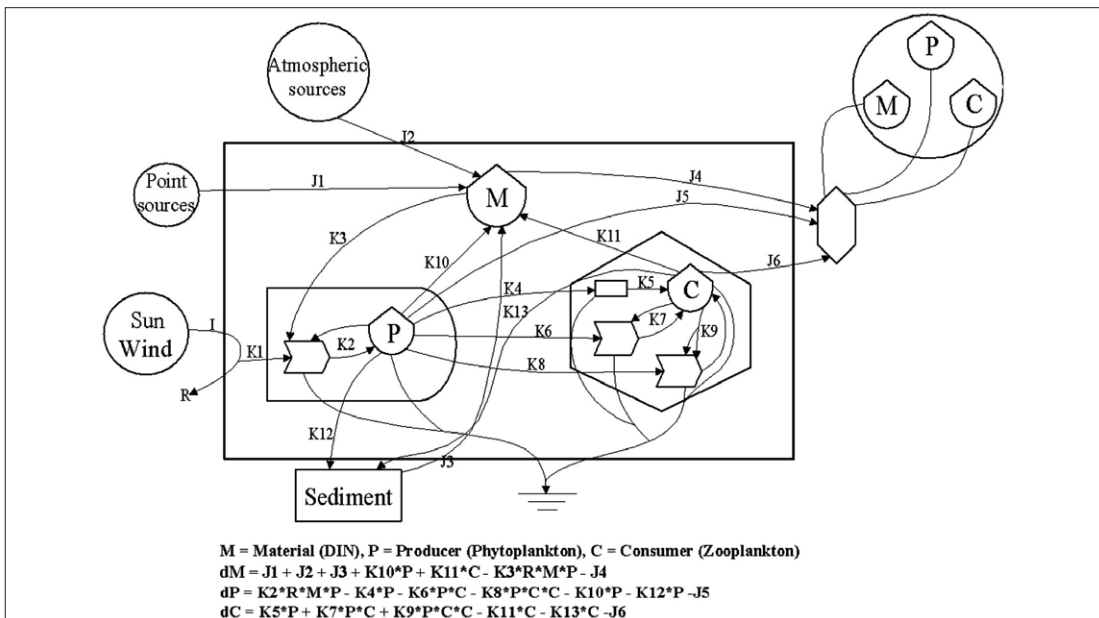 Atmospheric
sources
P
M
C
J2
Point
sources
J1
M
J4
J5
K3
K11
K10
J6
K4
K5
C
K13
Sun
Wind
I
K1
K2
P
K6
K7
K9
K8
R
K12
J3
Sediment
M = Material (DIN), P = Producer (Phytoplankton), C = Consumer (Zooplankton)
dM = J1 + J2 + J3 + K10*P + K11*C - K3*R*M*P - J4
dP = K2*R*M*P - K4*P - K6*P*C - K8*P*C*C - K10*P - K12*P -J5
dC = K5*P + K7*P*C + K9*P*C*C - K11*C - K13*C -J6